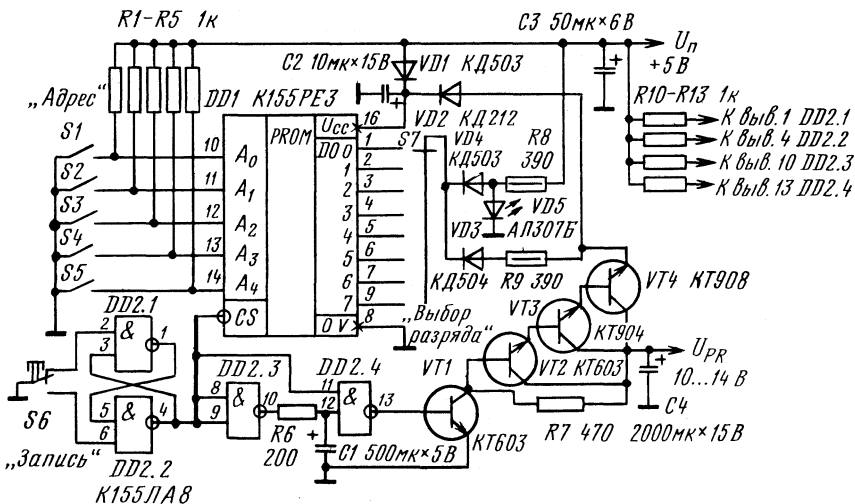 R1–R5 1к
C3 50мк×6В
Uп
+5В
C2 10мк×15В
VD1 КД503
„Адрес"
DD1 К155РЕ3
R10–R13 1к
К выв.1 DD2.1
К выв.4 DD2.2
К выв.10 DD2.3
К выв.13 DD2.4
VD2 КД212
S7
VD4
КД503
R8
390
VD3
КД504
VD5
АЛ307Б
R9 390
S1
S2
S3
S4
S5
10
11
12
13
14
A0
A1
A2
A3
A4
CS
PROM
Ucc
DO 0
1
2
3
4
5
6
7
0V
16
1
2
3
4
5
6
7
9
8
„Выбор
разряда"
VT4 КТ908
VT3
КТ904
VT2 КТ603
VT1
КТ603
UPR
10...14 В
C4
2000мк×15В
R7 470
DD2.1
2
3
&
1
5
6
&
4
S6
„Запись"
DD2.2
К155ЛА8
DD2.3
8
9
&
10
R6
200
C1 500мк×5В
DD2.4
11
12
&
13